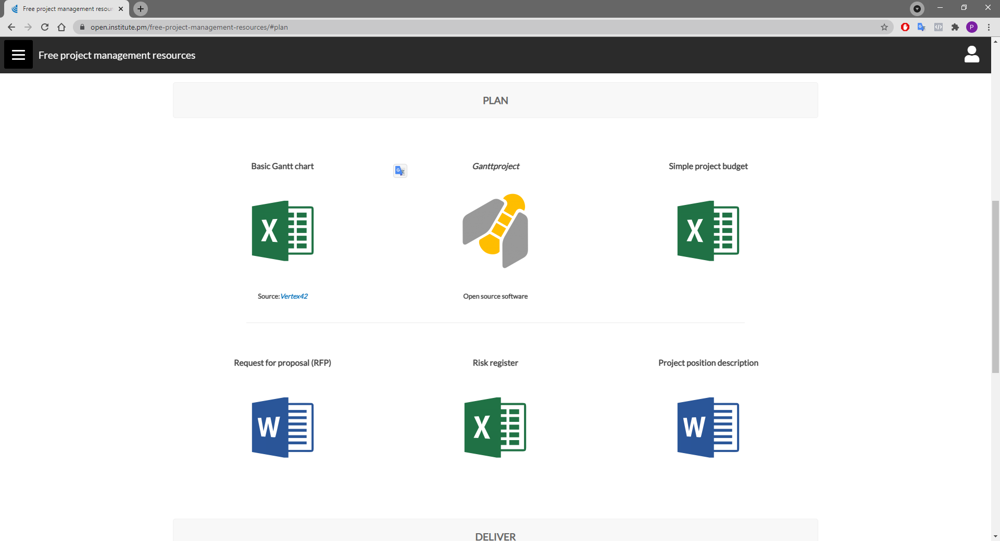 Free project management resour
open.institute.pm/free-project-management-resources/#plan
P
Free project management resources
PLAN
Basic Gantt chart
Ganttproject
Simple project budget
G
X
X
Source:Vertex42
Open source software
Request for proposal (RFP)
Risk register
Project position description
W
X
W
DELIVER